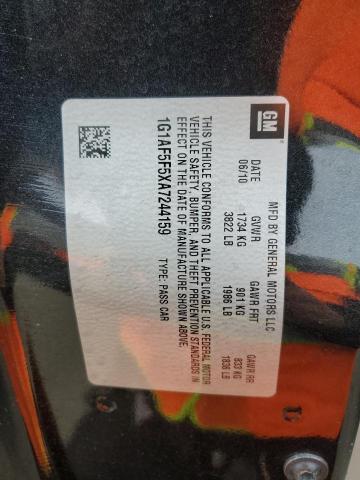 GM
MFD BY GENERAL MOTORS LLC
DATE GVWR GAWR FRT GAWR RR
06/10 1734 KG 901 KG 833 KG
3822 LB 1986 LB 1836 LB
THIS VEHICLE CONFORMS TO ALL APPLICABLE U.S. FEDERAL MOTOR
VEHICLE SAFETY, BUMPER, AND THEFT PREVENTION STANDARDS IN
EFFECT ON THE DATE OF MANUFACTURE SHOWN ABOVE.
1G1AF5F5XA7244159 TYPE: PASS CAR